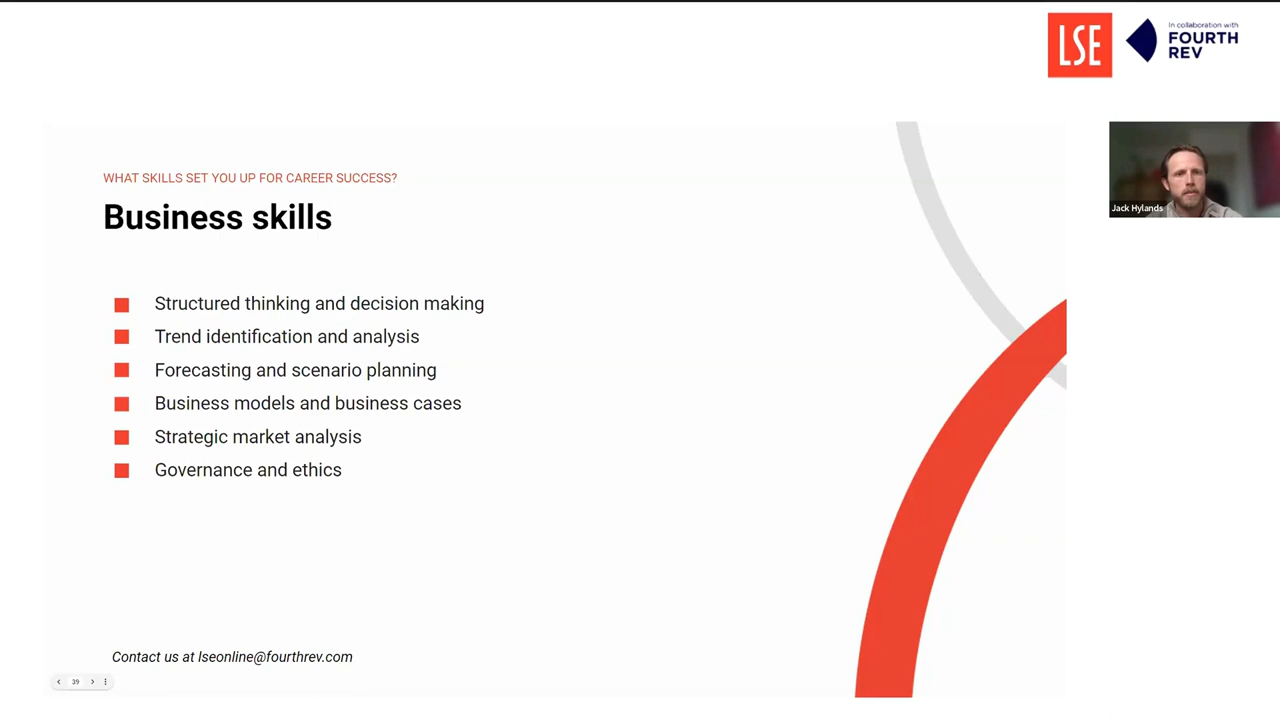 LSE
In collaboration with
FOURTH
REV
WHAT SKILLS SET YOU UP FOR CAREER SUCCESS?
Business skills
Jack Hylands
Structured thinking and decision making
Trend identification and analysis
Forecasting and scenario planning
Business models and business cases
Strategic market analysis
Governance and ethics
Contact us at lseonline@fourthrev.com
39